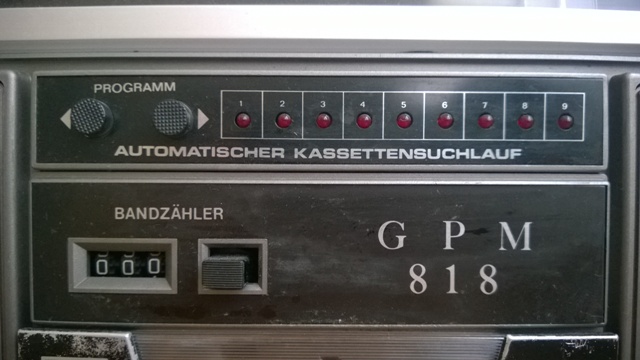 PROGRAMM
1 2 3 4 5 6 7 8 9
AUTOMATISCHER KASSETTENSUCHLAUF
BANDZÄHLER
000
GPM
818